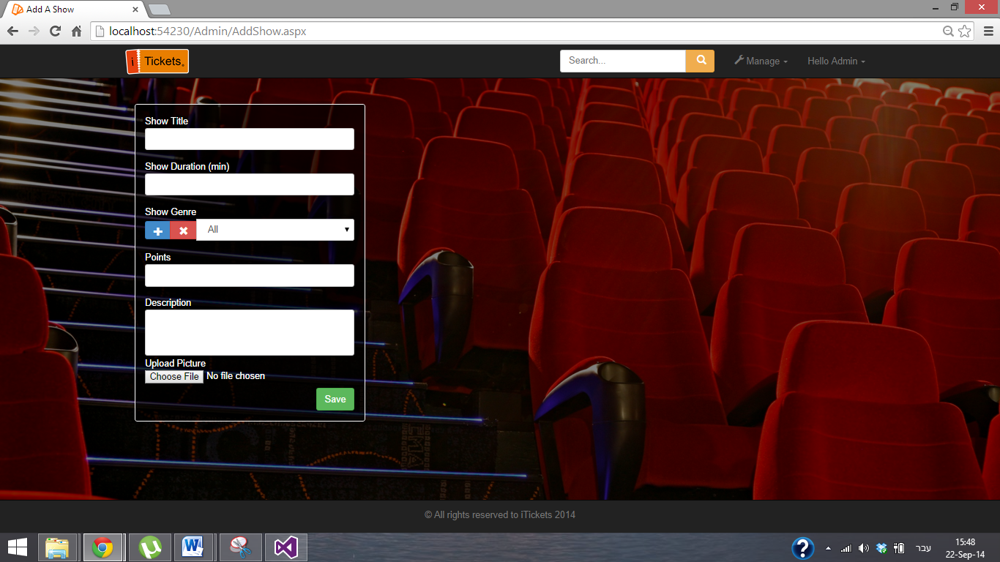 Add A Show
localhost:54230/Admin/AddShow.aspx
i Tickets
Search...
Manage
Hello Admin
Show Title
Show Duration (min)
Show Genre
All
Points
Description
Upload Picture
Choose File No file chosen
Save
© All rights reserved to iTickets 2014
עבר
15:48
22-Sep-14